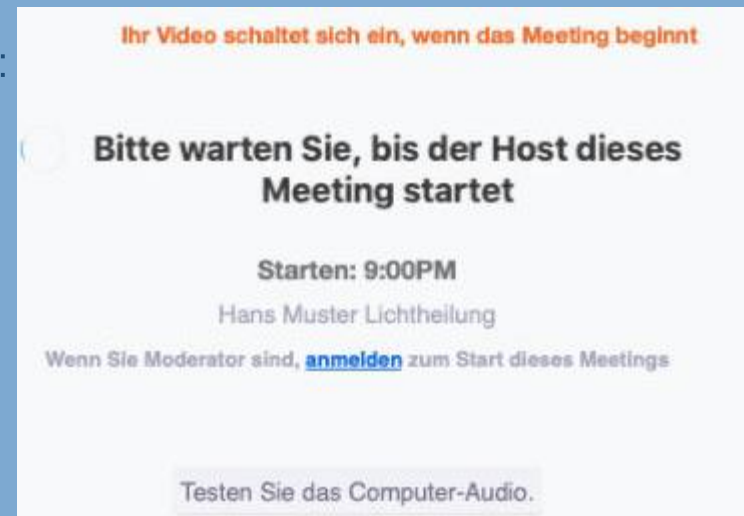 Ihr Video schaltet sich ein, wenn das Meeting beginnt
:
Bitte warten Sie, bis der Host dieses
Meeting startet
Starten: 9:00PM
Hans Muster Lichtheilung
Wenn Sie Moderator sind, anmelden zum Start dieses Meetings
Testen Sie das Computer-Audio.